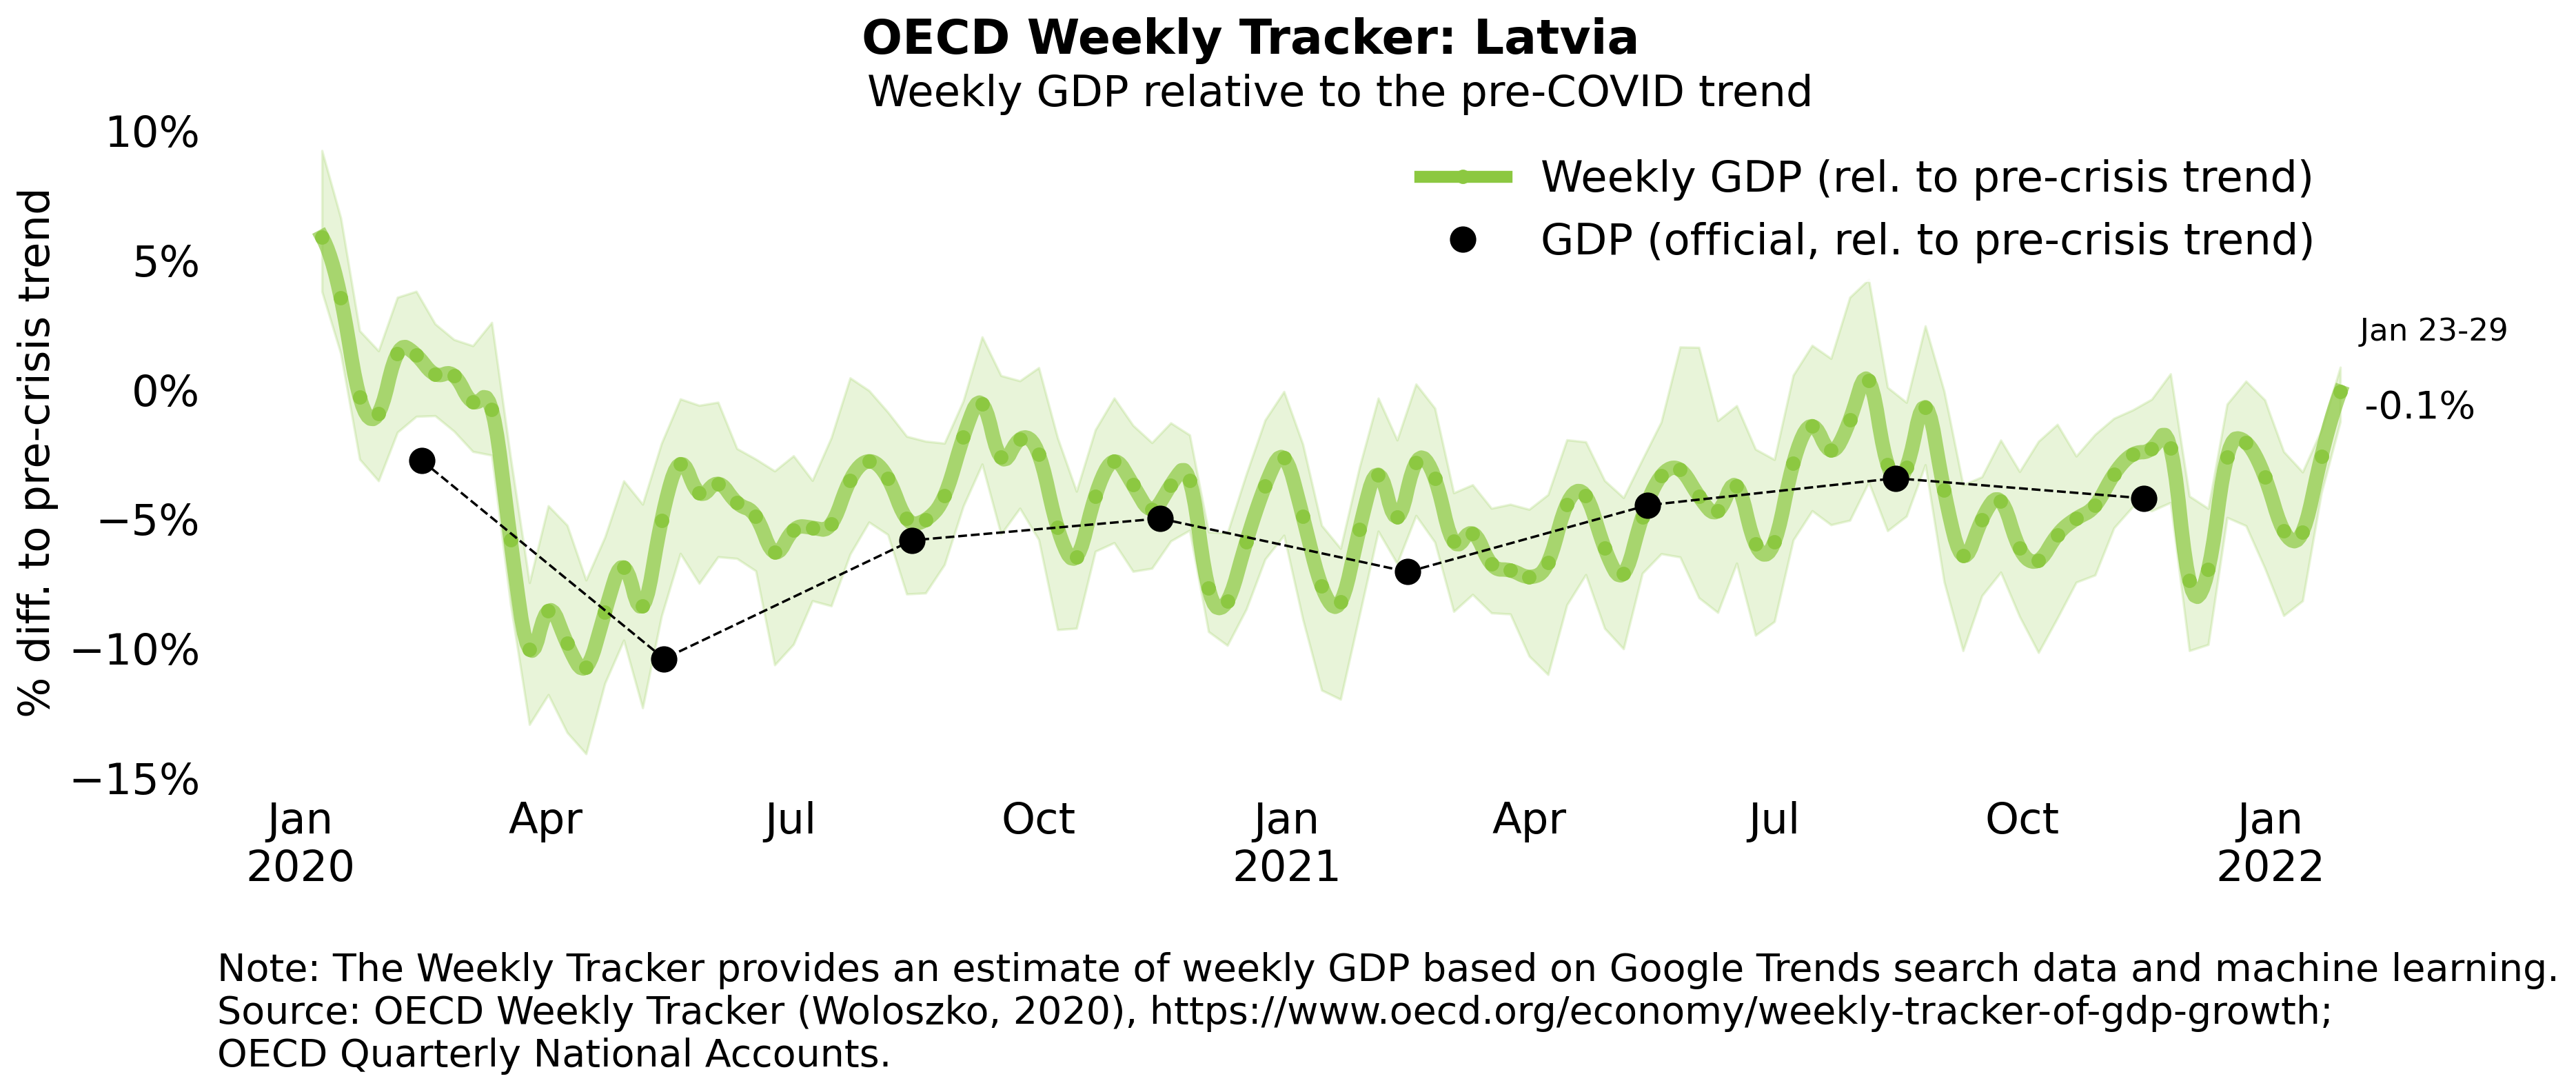 OECD Weekly Tracker: Latvia
Weekly GDP relative to the pre-COVID trend
% diff. to pre-crisis trend
10%
5%
0%
−5%
−10%
−15%
Weekly GDP (rel. to pre-crisis trend)
GDP (official, rel. to pre-crisis trend)
Jan 23-29
-0.1%
Jan Apr Jul Oct Jan Apr Jul Oct Jan
2020 2021 2022
Note: The Weekly Tracker provides an estimate of weekly GDP based on Google Trends search data and machine learning.
Source: OECD Weekly Tracker (Woloszko, 2020), https://www.oecd.org/economy/weekly-tracker-of-gdp-growth;
OECD Quarterly National Accounts.